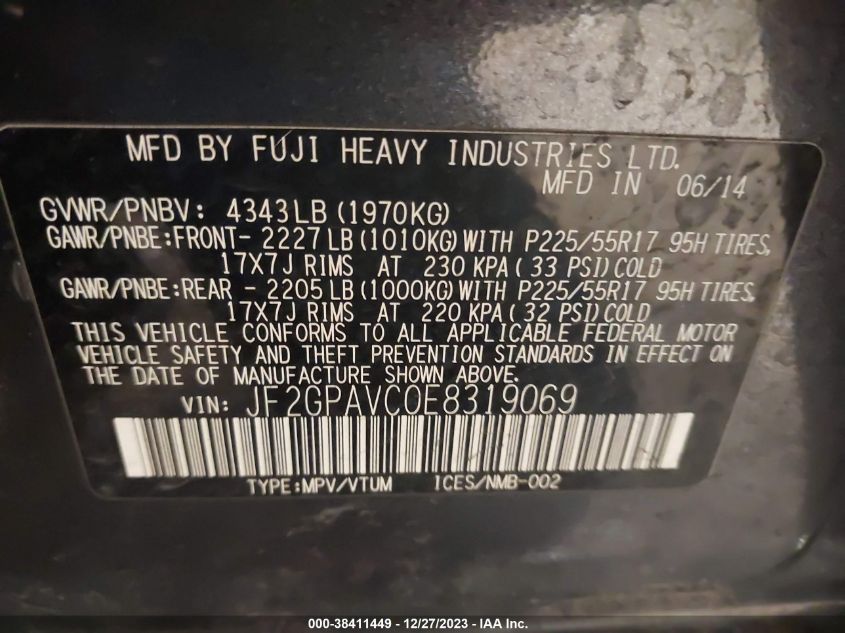 MFD BY FUJI HEAVY INDUSTRIES LTD.
MFD IN 06/14
GVWR/PNBV: 4343LB (1970KG)
GAWR/PNBE:FRONT- 2227 LB (1010KG) WITH P225/55R17 95H TIRES,
17X7J RIMS AT 230 KPA ( 33 PSI) COLD
GAWR/PNBE:REAR - 2205 LB (1000KG) WITH P225/55R17 95H TIRES,
17X7J RIMS AT 220 KPA ( 32 PSI) COLD
THIS VEHICLE CONFORMS TO ALL APPLICABLE FEDERAL MOTOR
VEHICLE SAFETY AND THEFT PREVENTION STANDARDS IN EFFECT ON
THE DATE OF MANUFACTURE SHOWN ABOVE.
VIN: JF2GPAVC0E8319069
TYPE:MPV/VTUM ICES/NMB-002
000-38411449 - 12/27/2023 - IAA Inc.